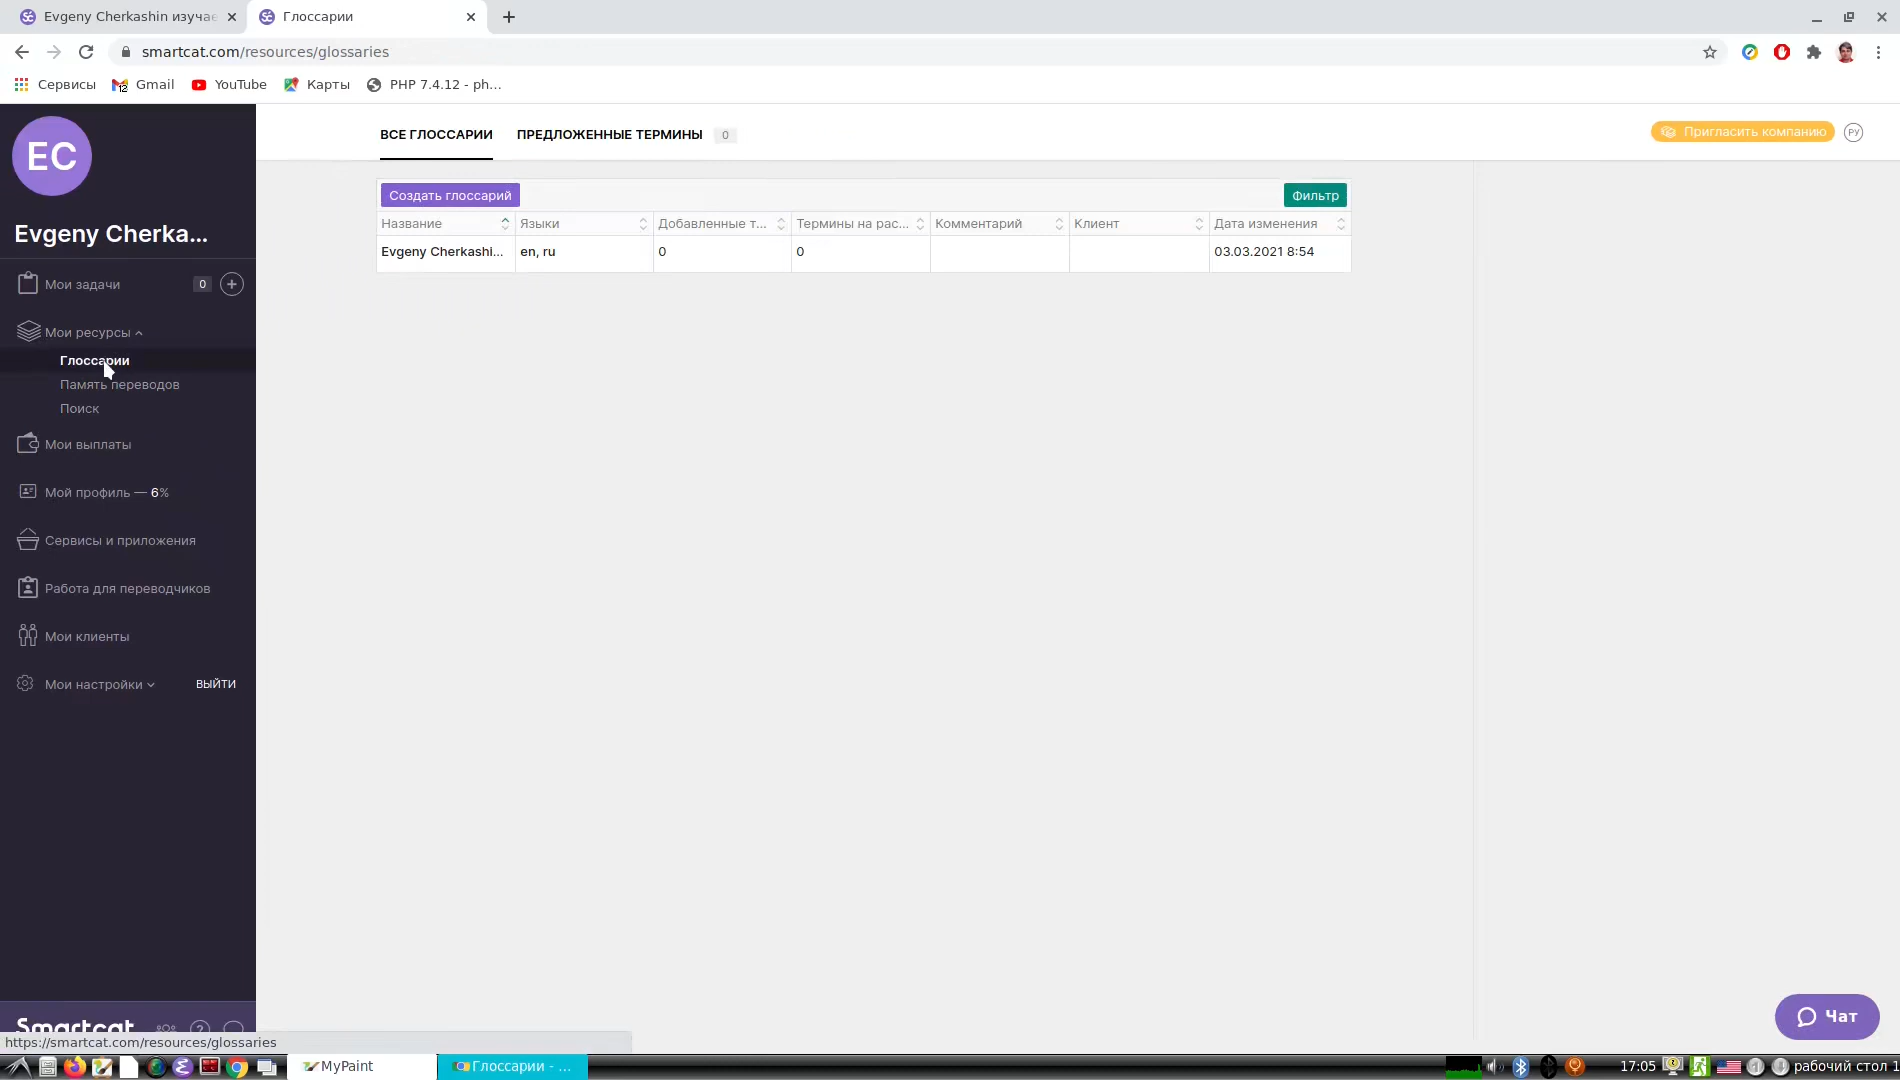 Evgeny Cherkashin изучае
Глоссарии
smartcat.com/resources/glossaries
Сервисы
Gmail
YouTube
Карты
PHP 7.4.12 - ph...
EC
Evgeny Cherka...
Мои задачи 0
Мои ресурсы
Глоссарии
Память переводов
Поиск
Мои выплаты
Мой профиль — 6%
Сервисы и приложения
Работа для переводчиков
Мои клиенты
Мои настройки ВЫЙТИ
Smartcat
ВСЕ ГЛОССАРИИ ПРЕДЛОЖЕННЫЕ ТЕРМИНЫ 0
Пригласить компанию РУ
Создать глоссарий Фильтр
Название Языки Добавленные т... Термины на рас... Комментарий Клиент Дата изменения
Evgeny Cherkashi... en, ru 0 0 03.03.2021 8:54
Чат
https://smartcat.com/resources/glossaries
MyPaint
Глоссарии - ...
17:05
рабочий стол 1